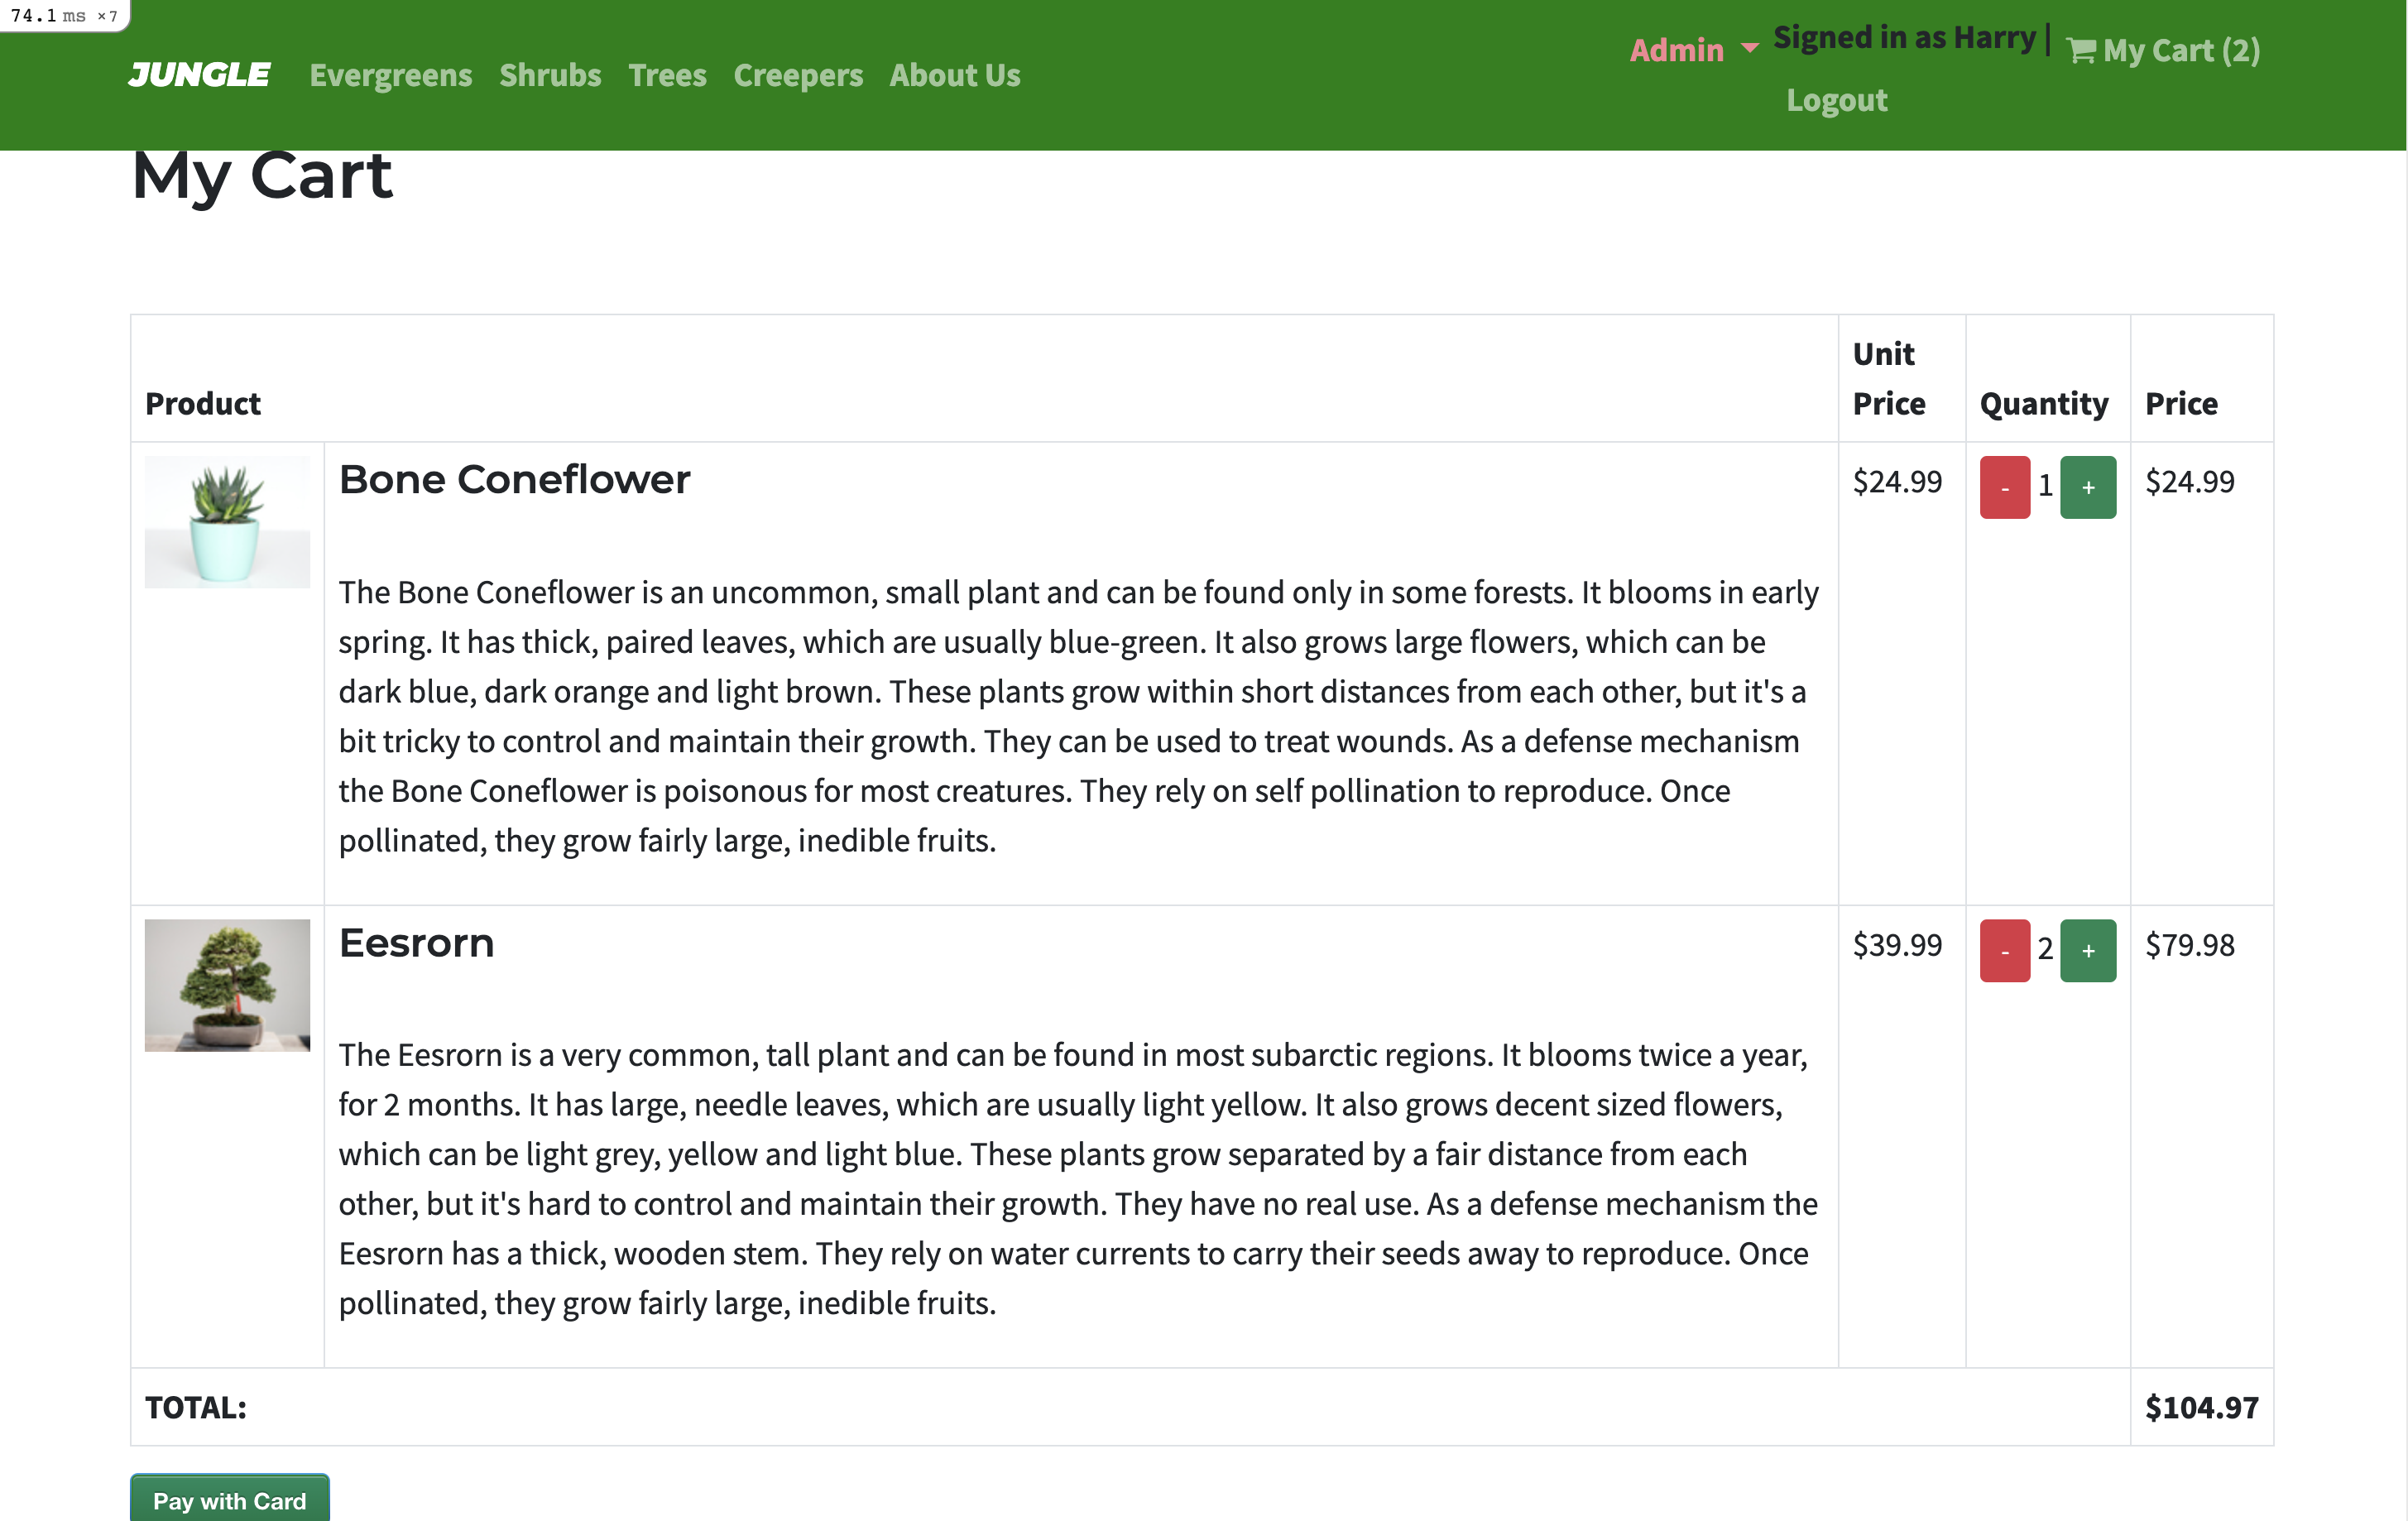 74.1 ms ×7
JUNGLE Evergreens Shrubs Trees Creepers About Us
Admin Signed in as Harry | My Cart (2)
Logout
My Cart
Product Unit Price Quantity Price
Bone Coneflower $24.99 - 1 + $24.99
The Bone Coneflower is an uncommon, small plant and can be found only in some forests. It blooms in early
spring. It has thick, paired leaves, which are usually blue-green. It also grows large flowers, which can be
dark blue, dark orange and light brown. These plants grow within short distances from each other, but it's a
bit tricky to control and maintain their growth. They can be used to treat wounds. As a defense mechanism
the Bone Coneflower is poisonous for most creatures. They rely on self pollination to reproduce. Once
pollinated, they grow fairly large, inedible fruits.
Eesrorn $39.99 - 2 + $79.98
The Eesrorn is a very common, tall plant and can be found in most subarctic regions. It blooms twice a year,
for 2 months. It has large, needle leaves, which are usually light yellow. It also grows decent sized flowers,
which can be light grey, yellow and light blue. These plants grow separated by a fair distance from each
other, but it's hard to control and maintain their growth. They have no real use. As a defense mechanism the
Eesrorn has a thick, wooden stem. They rely on water currents to carry their seeds away to reproduce. Once
pollinated, they grow fairly large, inedible fruits.
TOTAL: $104.97
Pay with Card